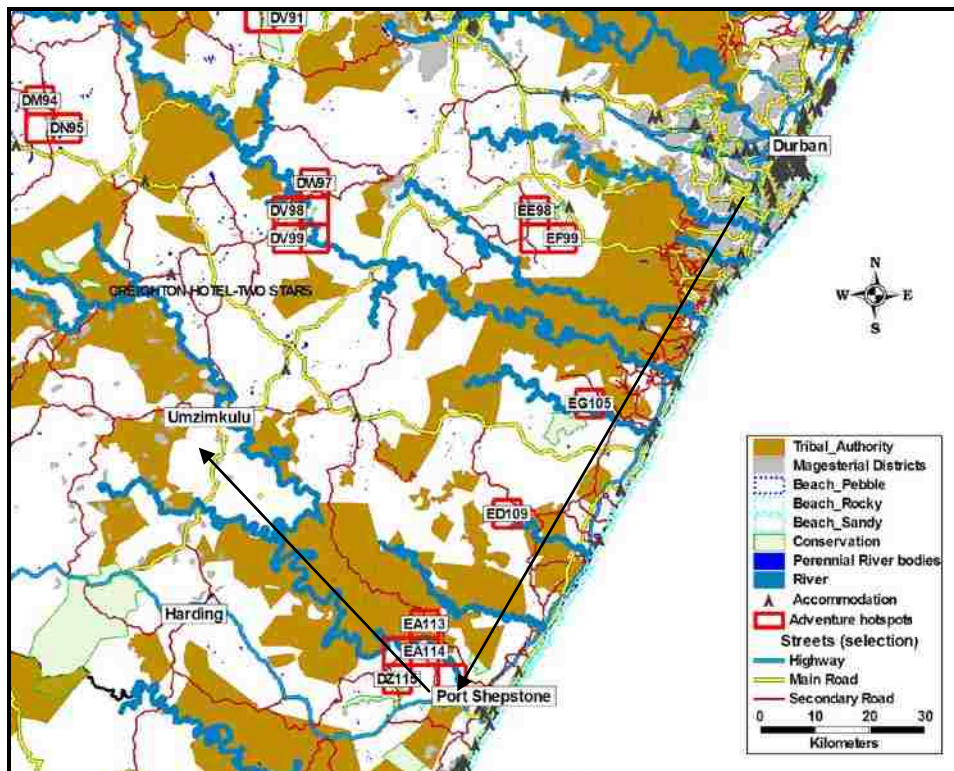 DV91
DM94
DN95
Durban
DW97
DV98
EE98
DV99
EF99
N
W E
S
CREIGHTON HOTEL-TWO STARS
EG105
Umzimkulu
ED109
Harding
EA113
EA114
DZ115
Port Shepstone
Tribal_Authority
Magesterial Districts
Beach_Pebble
Beach_Rocky
Beach_Sandy
Conservation
Perennial River bodies
River
Accommodation
Adventure hotspots
Streets (selection)
Highway
Main Road
Secondary Road
0 10 20 30
Kilometers